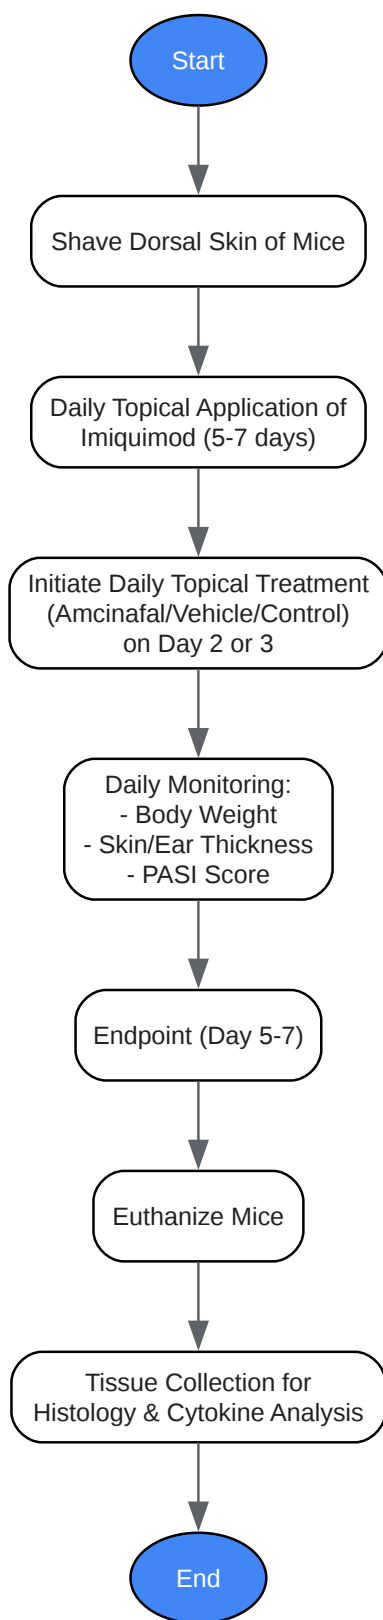 Start
Shave Dorsal Skin of Mice
Daily Topical Application of
Imiquimod (5-7 days)
Initiate Daily Topical Treatment
(Amcinafal/Vehicle/Control)
on Day 2 or 3
Daily Monitoring:
- Body Weight
- Skin/Ear Thickness
- PASI Score
Endpoint (Day 5-7)
Euthanize Mice
Tissue Collection for
Histology & Cytokine Analysis
End